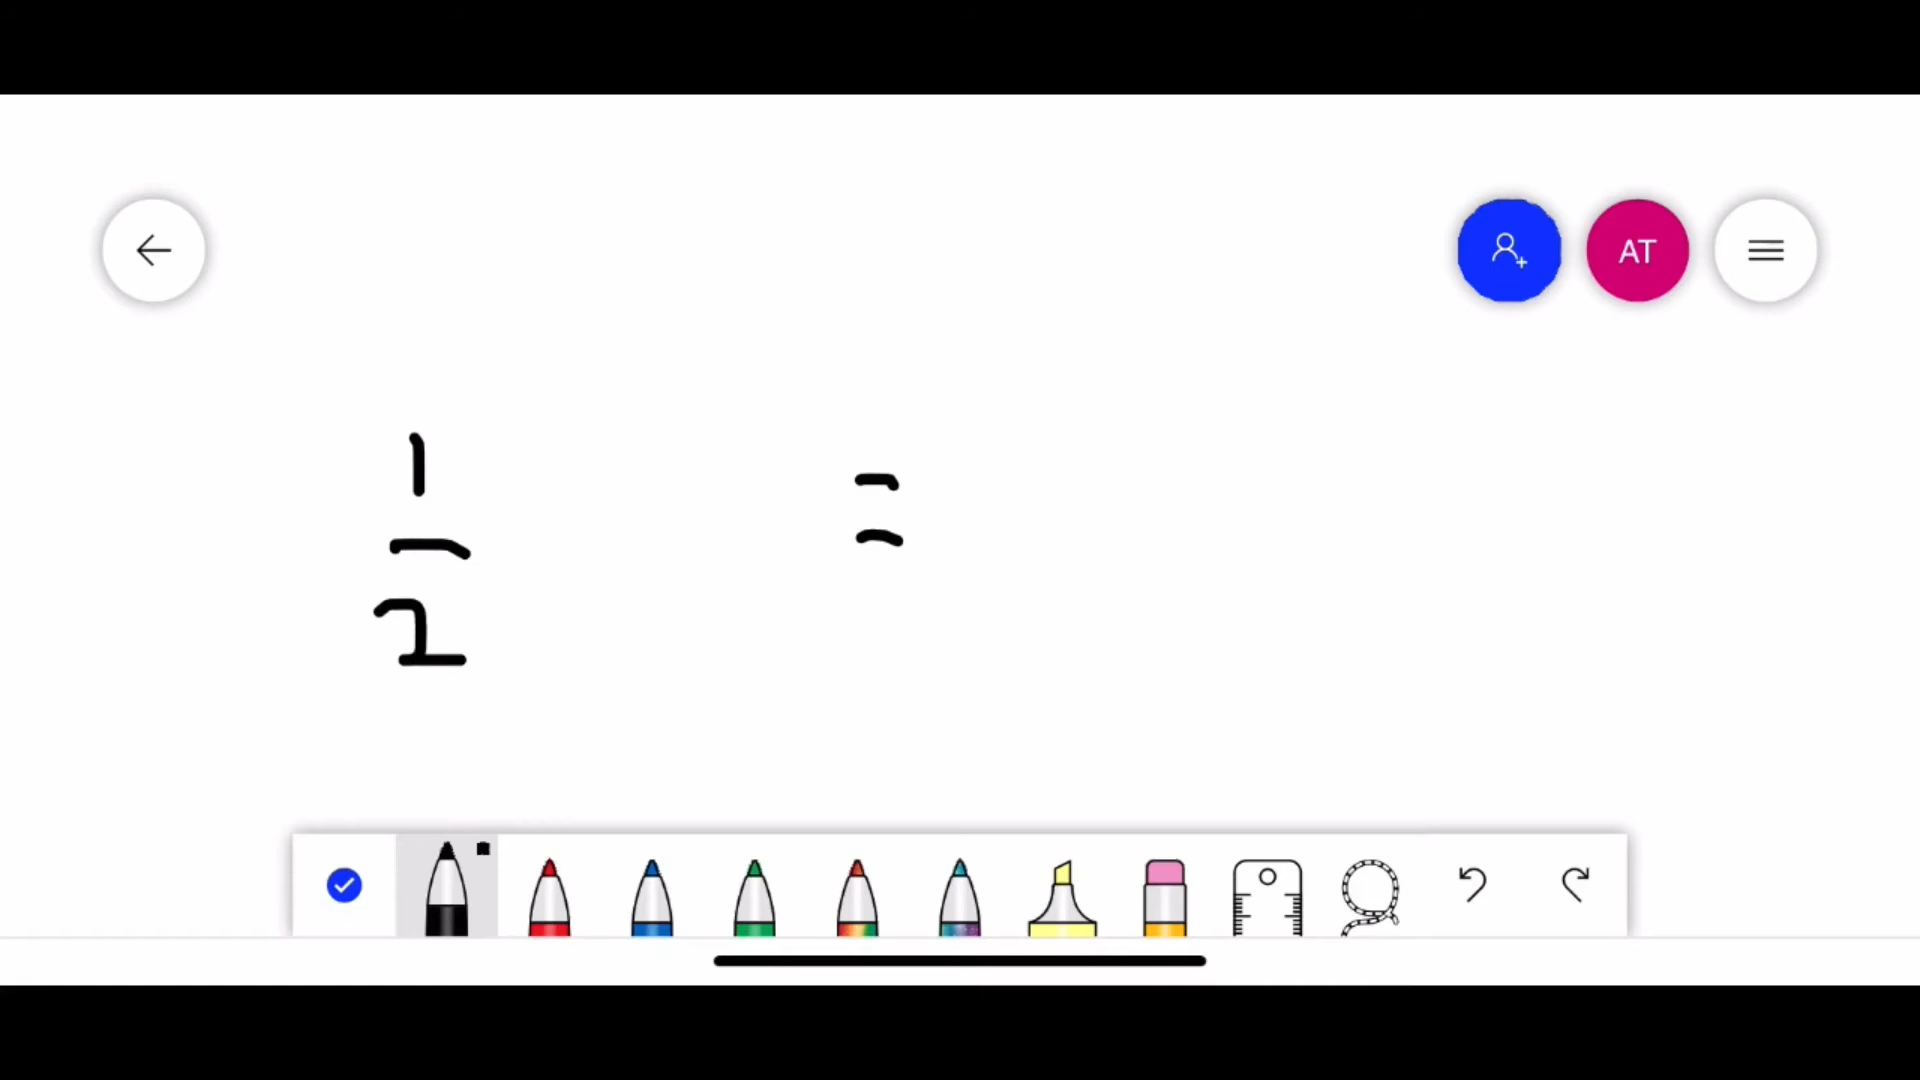 AT
1
—
2
=